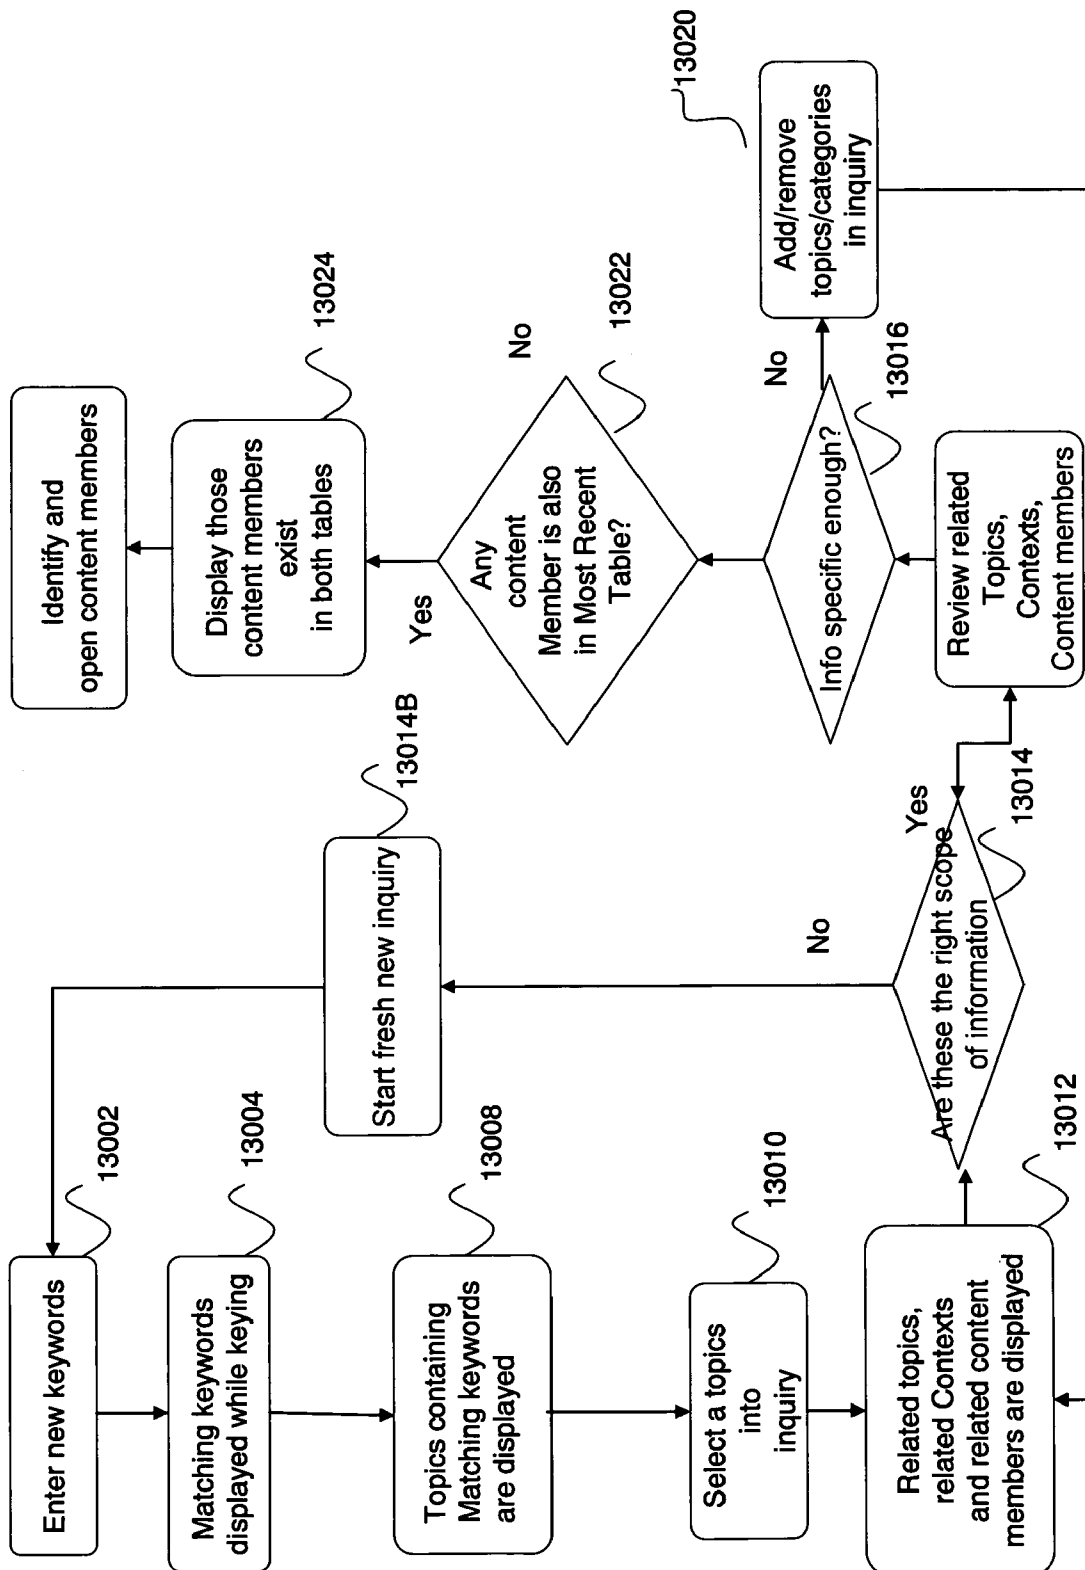 Enter new keywords
13002
Matching keywords
displayed while keying
13004
Topics containing
Matching keywords
are displayed
13008
Select a topics
into
inquiry
13010
Related topics,
related Contexts
and related content
members are displayed
13012
Start fresh new inquiry
13014B
No
Are these the right scope
of information
Yes
13014
Identify and
open content members
Display those
content members
exist
in both tables
13024
Yes
Any
content
Member is also
in Most Recent
Table?
No
13022
Info specific enough?
No
13016
Review related
Topics,
Contexts,
Content members
Add/remove
topics/categories
in inquiry
13020